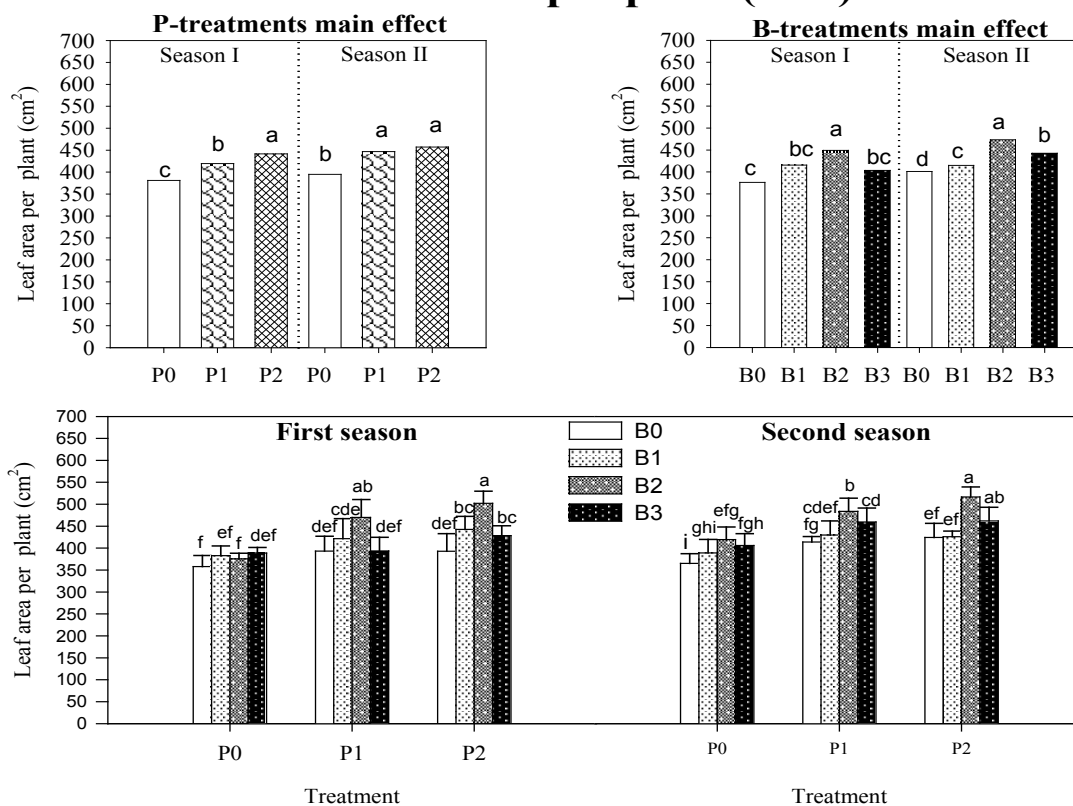 P-treatments main effect
Season I Season II
Leaf area per plant (cm²)
700
650
600
550
500
450
400
350
300
250
200
150
100
50
0
c b a b a a
P0 P1 P2 P0 P1 P2
B-treatments main effect
Season I Season II
Leaf area per plant (cm²)
700
650
600
550
500
450
400
350
300
250
200
150
100
50
0
c bc a bc d c a b
B0 B1 B2 B3 B0 B1 B2 B3
First season
Second season
B0
B1
B2
B3
Leaf area per plant (cm²)
700
650
600
550
500
450
400
350
300
250
200
150
100
50
0
f ef f def
def cde ab def
def bc a bc
ghi efg fgh
fg cdef b cd
ef ef a ab
P0 P1 P2
P0 P1 P2
Treatment
Treatment